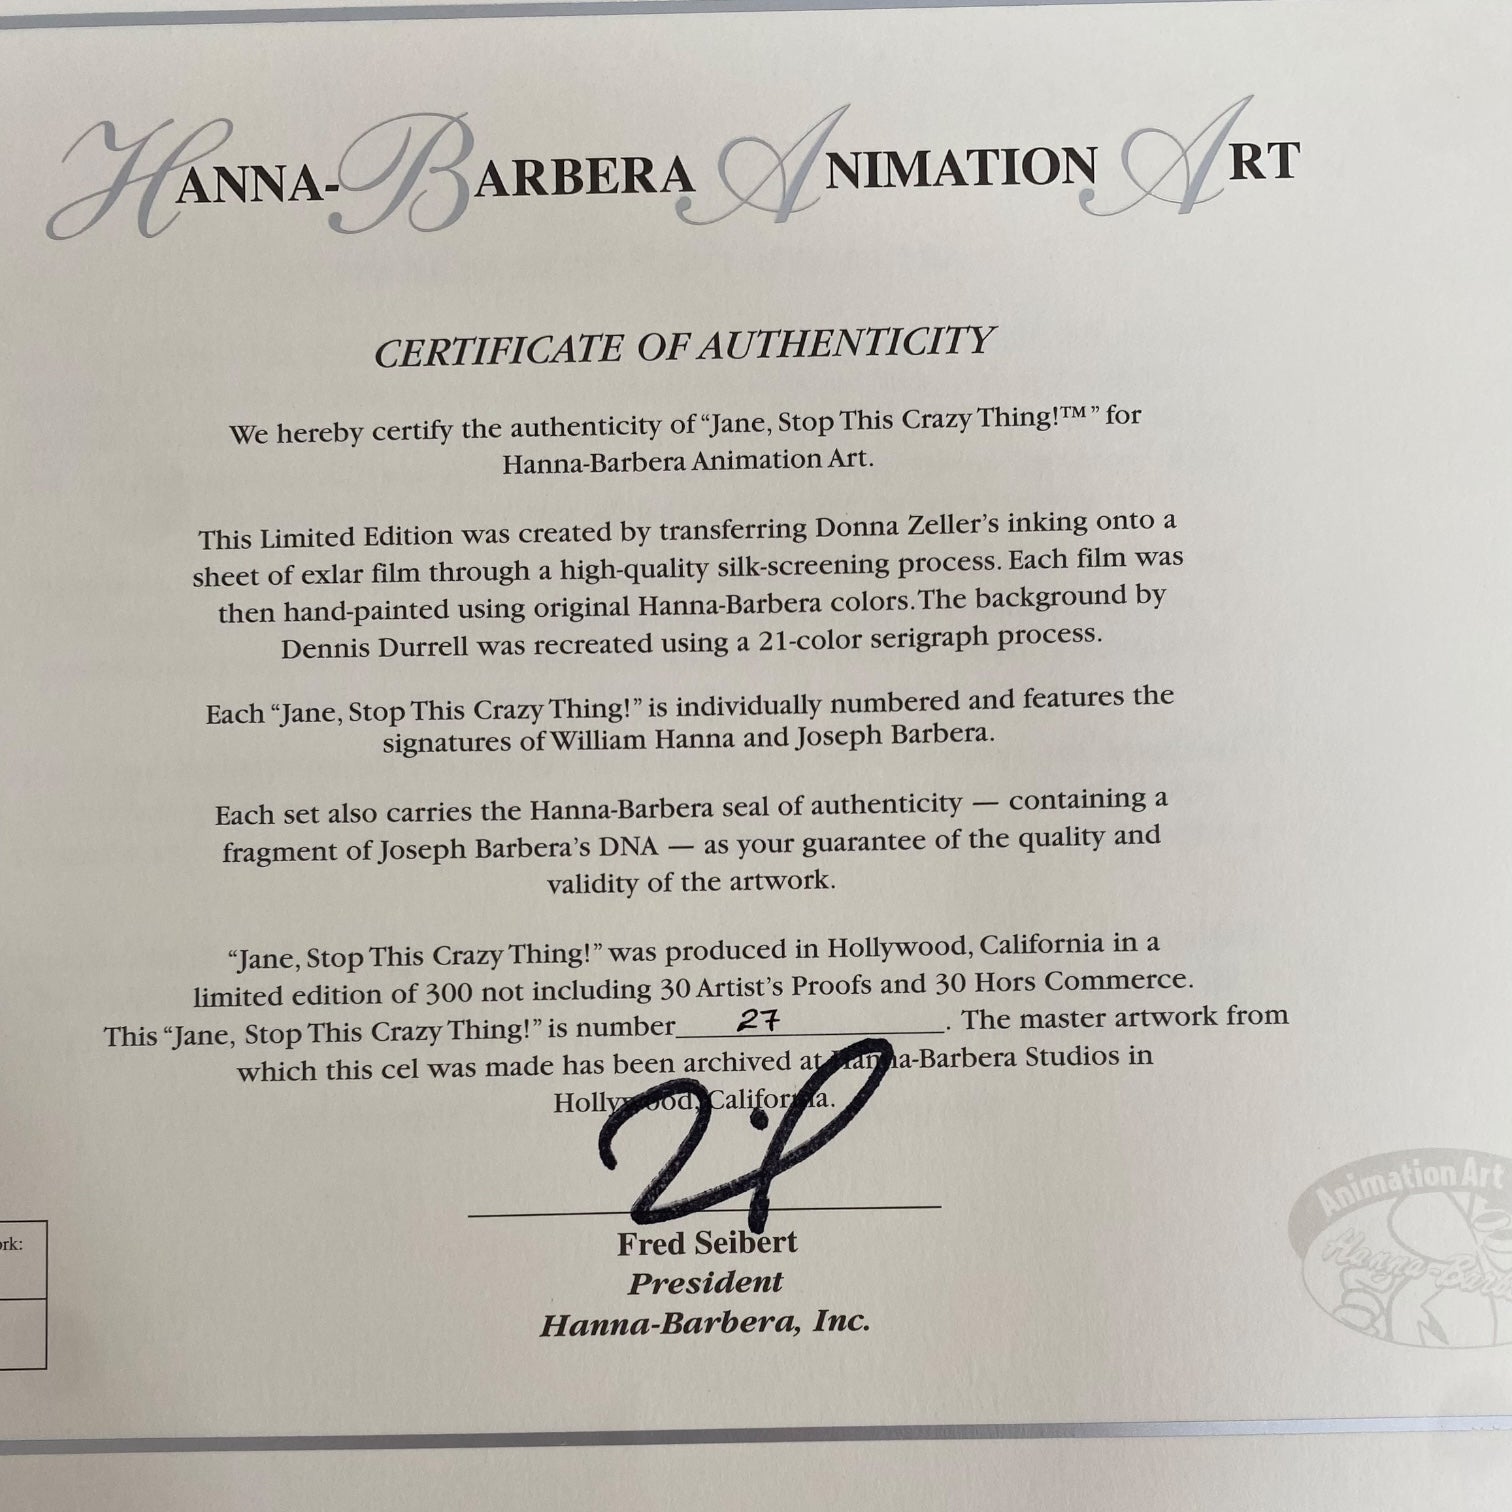 HANNA-BARBERA ANIMATION ART
CERTIFICATE OF AUTHENTICITY
We hereby certify the authenticity of “Jane, Stop This Crazy Thing!™” for
Hanna-Barbera Animation Art.
This Limited Edition was created by transferring Donna Zeller’s inking onto a
sheet of exlar film through a high-quality silk-screening process. Each film was
then hand-painted using original Hanna-Barbera colors. The background by
Dennis Durrell was recreated using a 21-color serigraph process.
Each “Jane, Stop This Crazy Thing!” is individually numbered and features the
signatures of William Hanna and Joseph Barbera.
Each set also carries the Hanna-Barbera seal of authenticity — containing a
fragment of Joseph Barbera’s DNA — as your guarantee of the quality and
validity of the artwork.
“Jane, Stop This Crazy Thing!” was produced in Hollywood, California in a
limited edition of 300 not including 30 Artist’s Proofs and 30 Hors Commerce.
This “Jane, Stop This Crazy Thing!” is number 27. The master artwork from
which this cel was made has been archived at Hanna-Barbera Studios in
Hollywood, California.
Fred Seibert
President
Hanna-Barbera, Inc.
Animation Art